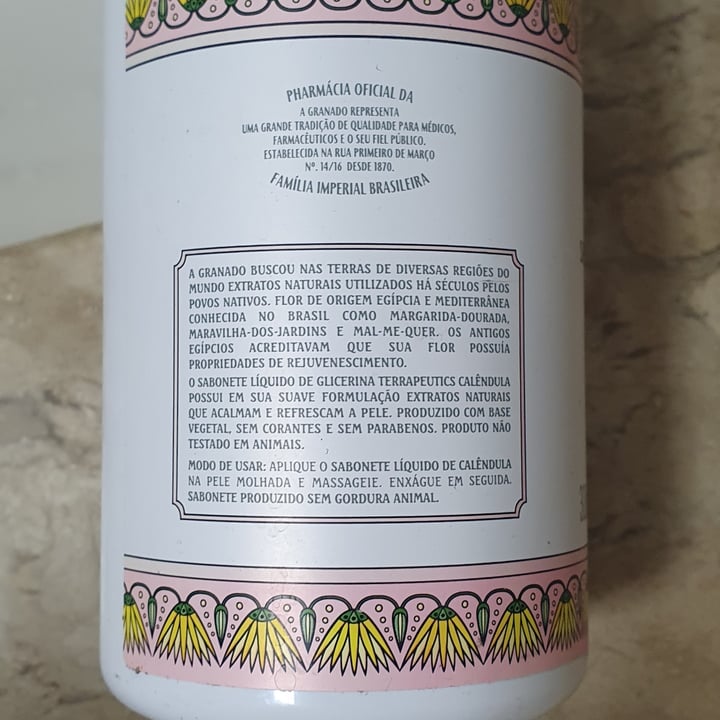 PHARMÁCIA OFICIAL DA
A GRANADO REPRESENTA
UMA GRANDE TRADIÇÃO DE QUALIDADE PARA MÉDICOS,
FARMACÊUTICOS E O SEU FIEL PÚBLICO.
ESTABELECIDA NA RUA PRIMEIRO DE MARÇO
Nº. 14/16 DESDE 1870.
FAMÍLIA IMPERIAL BRASILEIRA
A GRANADO BUSCOU NAS TERRAS DE DIVERSAS REGIÕES DO
MUNDO EXTRATOS NATURAIS UTILIZADOS HÁ SÉCULOS PELOS
POVOS NATIVOS. FLOR DE ORIGEM EGÍPCIA E MEDITERRÂNEA
CONHECIDA NO BRASIL COMO MARGARIDA-DOURADA,
MARAVILHA-DOS-JARDINS E MAL-ME-QUER. OS ANTIGOS
EGÍPCIOS ACREDITAVAM QUE SUA FLOR POSSUÍA
PROPRIEDADES DE REJUVENESCIMENTO.
O SABONETE LÍQUIDO DE GLICERINA TERRAPEUTICS CALÊNDULA
POSSUI EM SUA SUAVE FORMULAÇÃO EXTRATOS NATURAIS
QUE ACALMAM E REFRESCAM A PELE. PRODUZIDO COM BASE
VEGETAL, SEM CORANTES E SEM PARABENOS. PRODUTO NÃO
TESTADO EM ANIMAIS.
MODO DE USAR: APLIQUE O SABONETE LÍQUIDO DE CALÊNDULA
NA PELE MOLHADA E MASSAGEIE. ENXÁGUE EM SEGUIDA.
SABONETE PRODUZIDO SEM GORDURA ANIMAL.